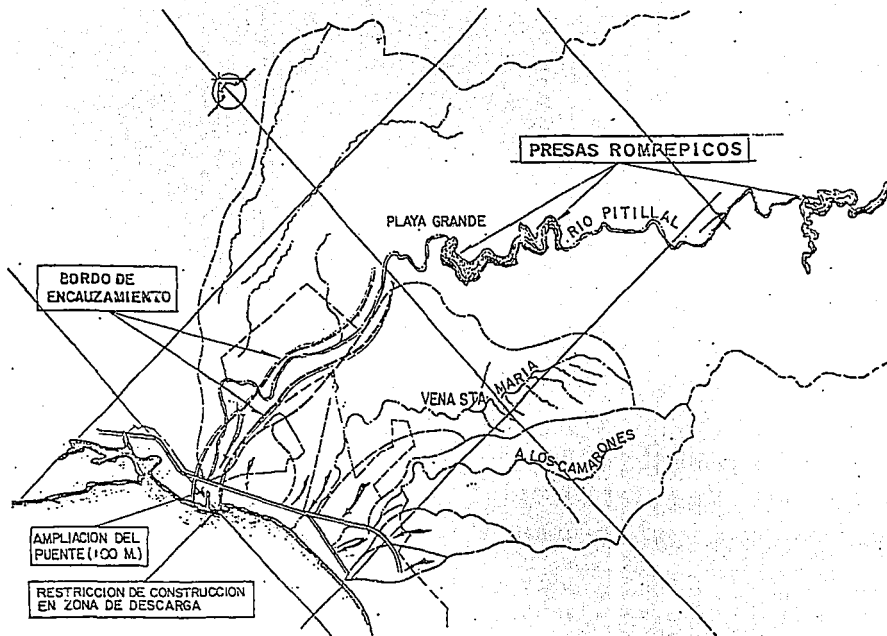 PRESAS ROMPEPICOS
PLAYA GRANDE
RIO PITILLAL
BORDO DE
ENCAUZAMIENTO
VENA STA MARIA
A LOS CAMARONES
AMPLIACION DEL
PUENTE (100 M.)
RESTRICCION DE CONSTRUCCION
EN ZONA DE DESCARGA